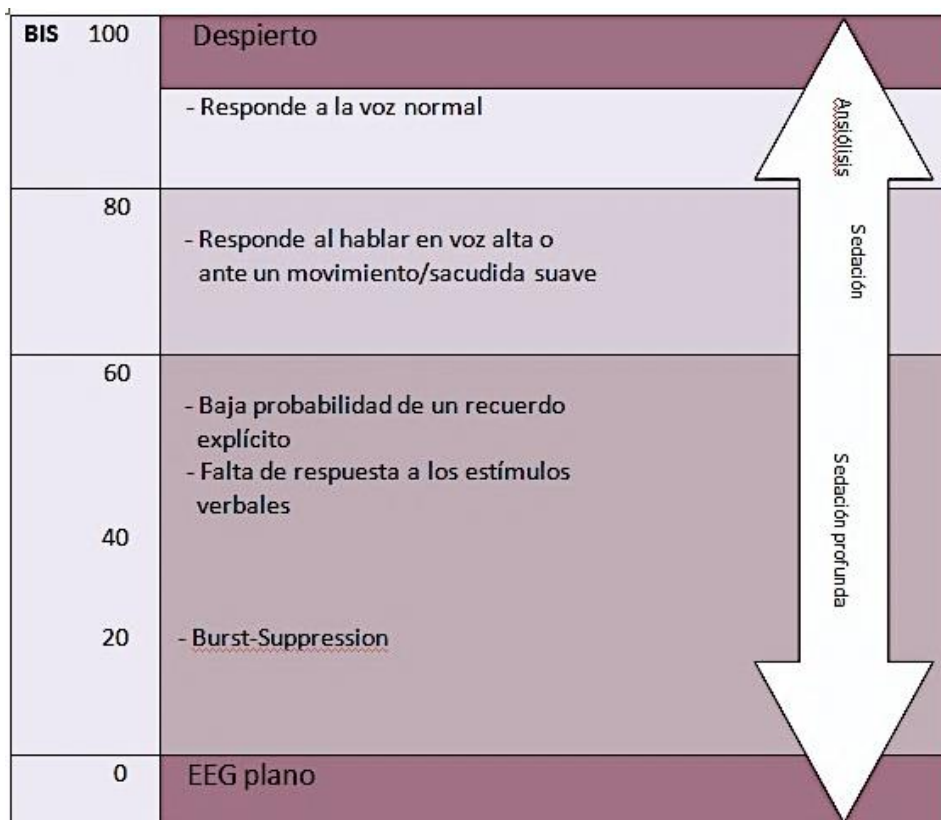 BIS 100 Despierto
- Responde a la voz normal
80
- Responde al hablar en voz alta o
ante un movimiento/sacudida suave
60
- Baja probabilidad de un recuerdo
explícito
- Falta de respuesta a los estímulos
verbales
40
20 - Burst-Suppression
0 EEG plano
Ansiólisis
Sedación
Sedación profunda